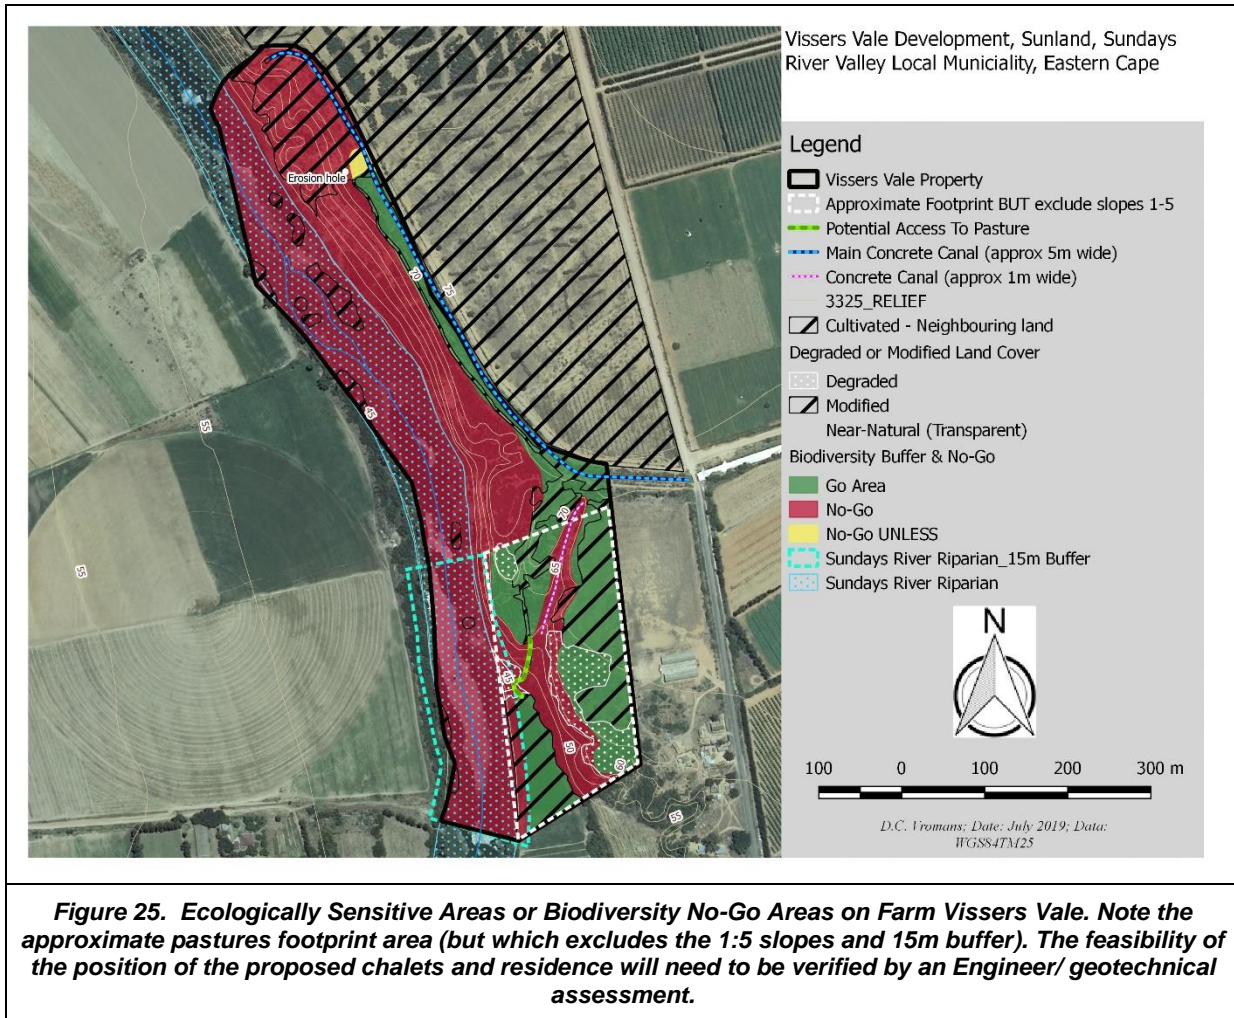 Vissers Vale Development, Sunland, Sundays
River Valley Local Municiality, Eastern Cape
Legend
Vissers Vale Property
Approximate Footprint BUT exclude slopes 1-5
Potential Access To Pasture
Main Concrete Canal (approx 5m wide)
Concrete Canal (approx 1m wide)
3325_RELIEF
Cultivated - Neighbouring land
Degraded or Modified Land Cover
Degraded
Modified
Near-Natural (Transparent)
Biodiversity Buffer & No-Go
Go Area
No-Go
No-Go UNLESS
Sundays River Riparian_15m Buffer
Sundays River Riparian
N
100 0 100 200 300 m
D.C. Vromans; Date: July 2019; Data:
WGS84TM25
Erosion hole
70
75
45
55
55
70
65
45
50
60
55
Figure 25. Ecologically Sensitive Areas or Biodiversity No-Go Areas on Farm Vissers Vale. Note the
approximate pastures footprint area (but which excludes the 1:5 slopes and 15m buffer). The feasibility of
the position of the proposed chalets and residence will need to be verified by an Engineer/ geotechnical
assessment.